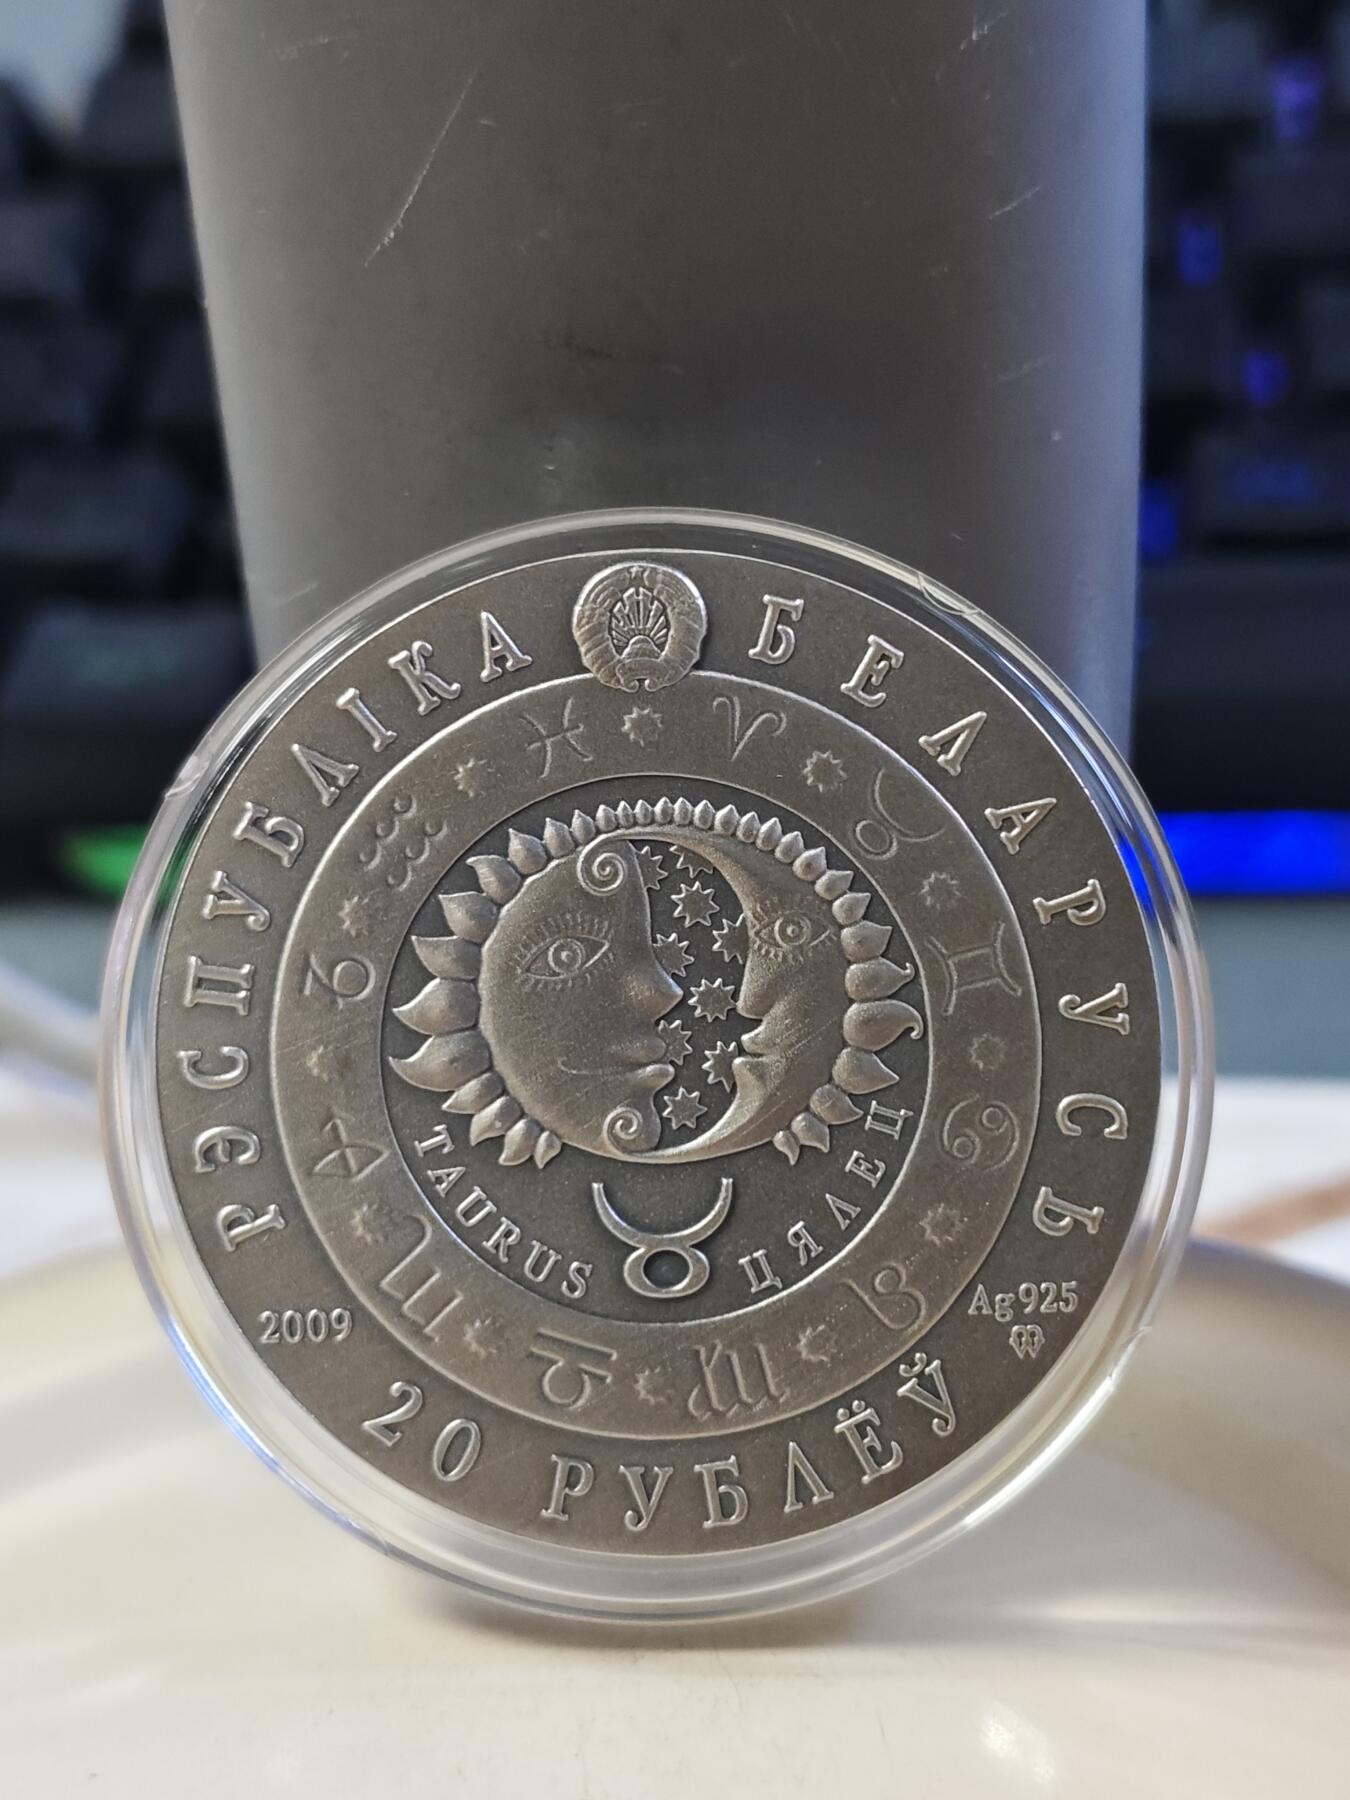 РЭСПУБЛІКА БЕЛАРУСЬ
TAURUS ЦЯЛЕЦ
2009
Ag 925
20 РУБЛЁЎ